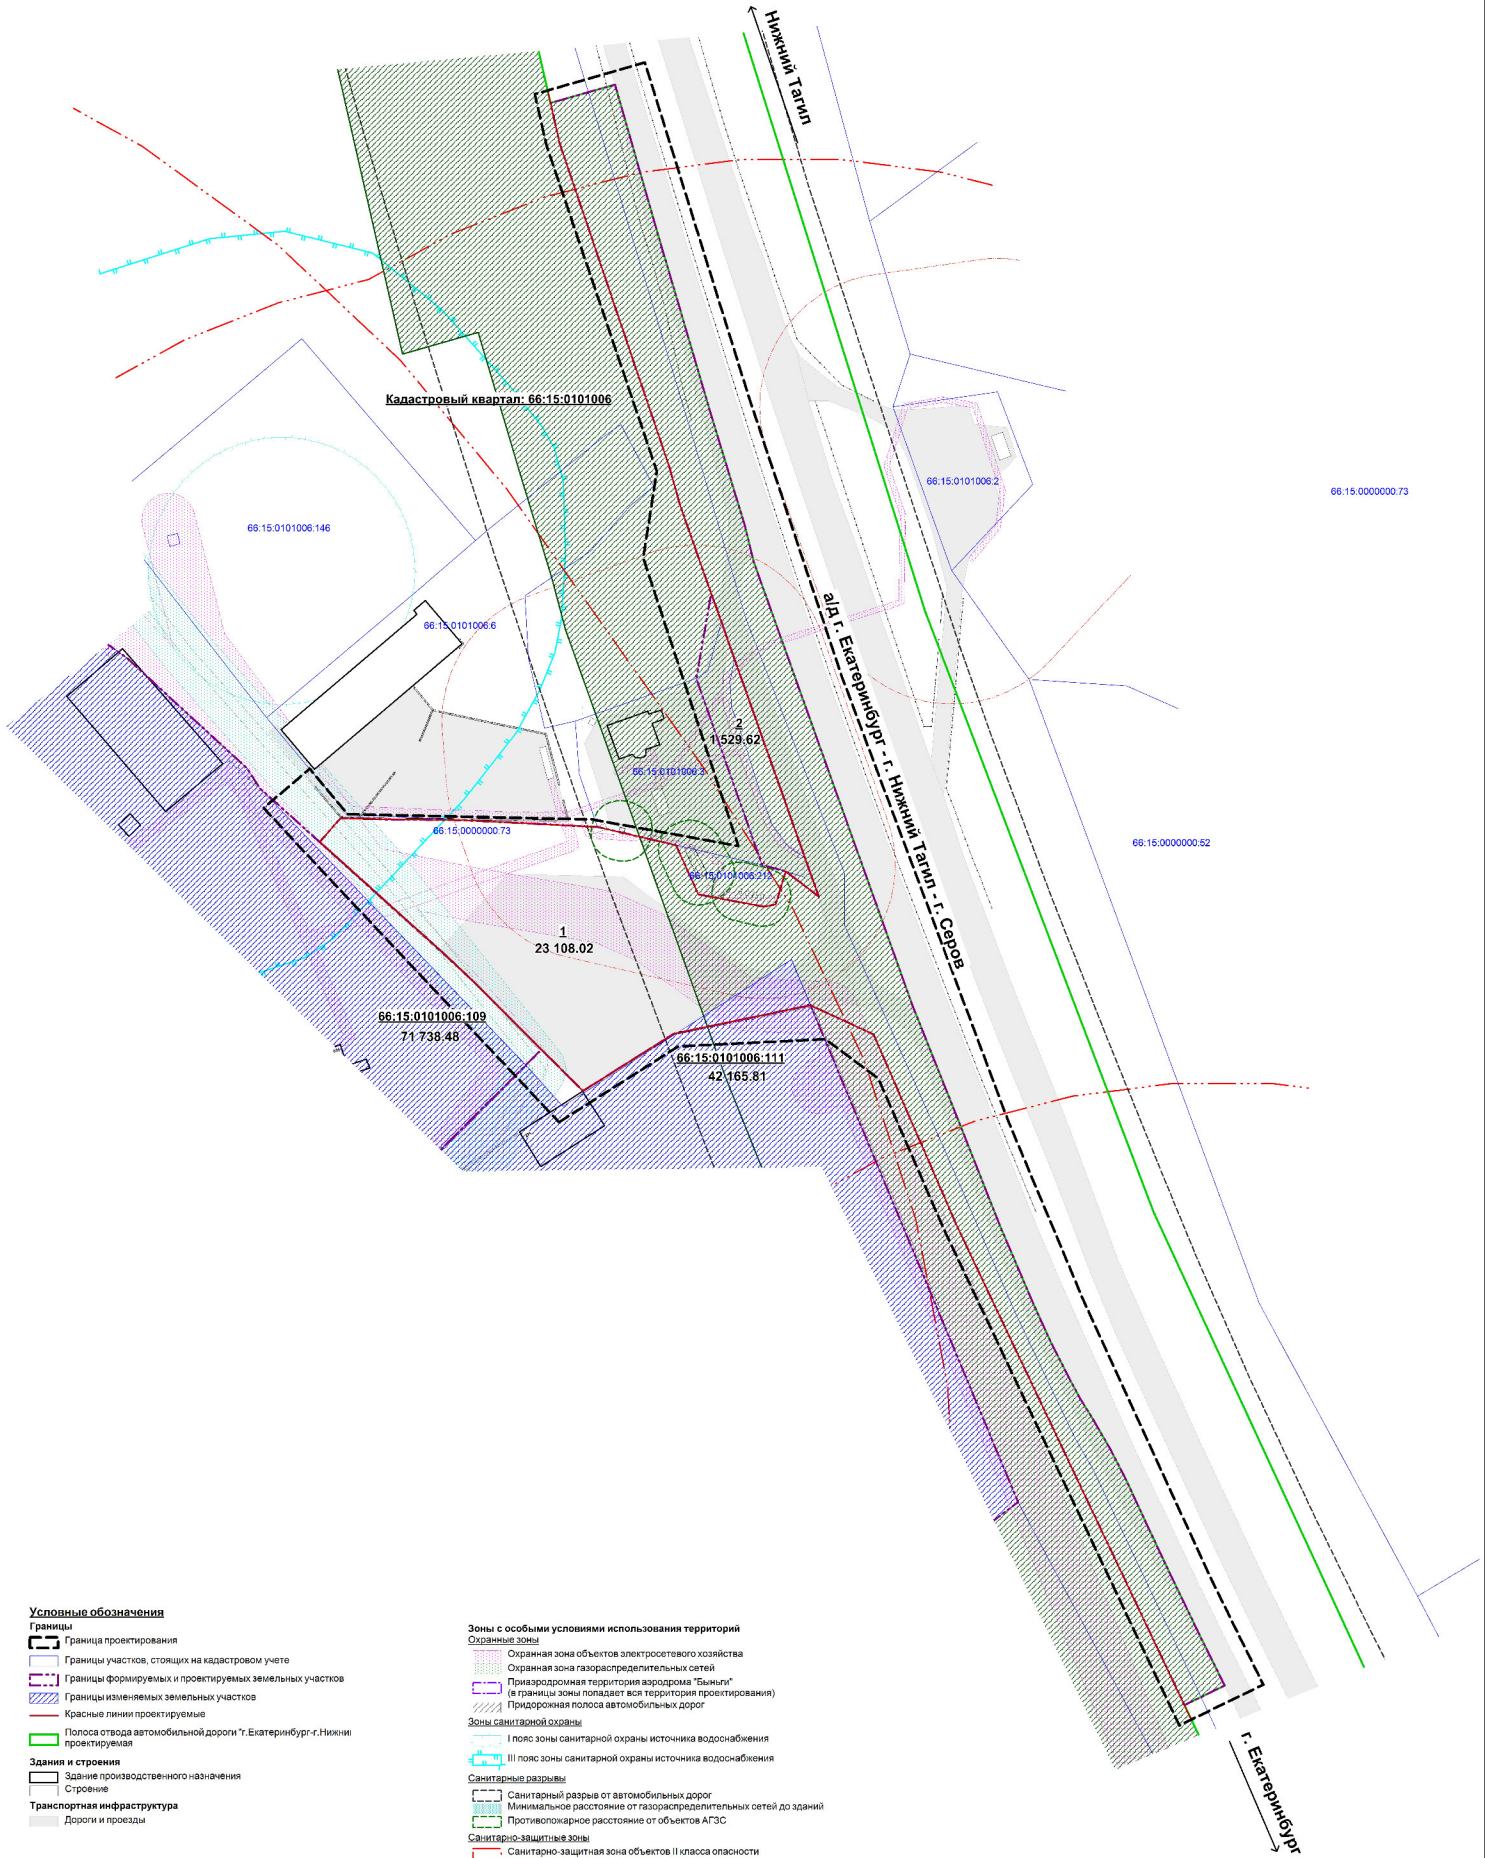 Нижний Тагил
Кадастровый квартал: 66:15:0101006
66:15:0101006:2
66:15:0000000:73
66:15:0101006:146
66:15:0101006:6
а/д г. Екатеринбург - г. Нижний Тагил - г. Серов
2
1 529.62
66:15:0101006:3
66:15:0000000:73
66:15:0000000:52
66:15:0101006:212
1
23 108.02
66:15:0101006:109
71 738.48
66:15:0101006:111
42 165.81
г. Екатеринбург
Условные обозначения
Границы
Граница проектирования
Границы участков, стоящих на кадастровом учете
Границы формируемых и проектируемых земельных участков
Границы изменяемых земельных участков
Красные линии проектируемые
Полоса отвода автомобильной дороги "г.Екатеринбург-г.Нижни
проектируемая
Здания и строения
Здание производственного назначения
Строение
Транспортная инфраструктура
Дороги и проезды
Зоны с особыми условиями использования территорий
Охранные зоны
Охранная зона объектов электросетевого хозяйства
Охранная зона газораспределительных сетей
Приаэродромная территория аэродрома "Быньги"
(в границы зоны попадает вся территория проектирования)
Придорожная полоса автомобильных дорог
Зоны санитарной охраны
I пояс зоны санитарной охраны источника водоснабжения
III пояс зоны санитарной охраны источника водоснабжения
Санитарные разрывы
Санитарный разрыв от автомобильных дорог
Минимальное расстояние от газораспределительных сетей до зданий
Противопожарное расстояние от объектов АГЗС
Санитарно-защитные зоны
Санитарно-защитная зона объектов II класса опасности